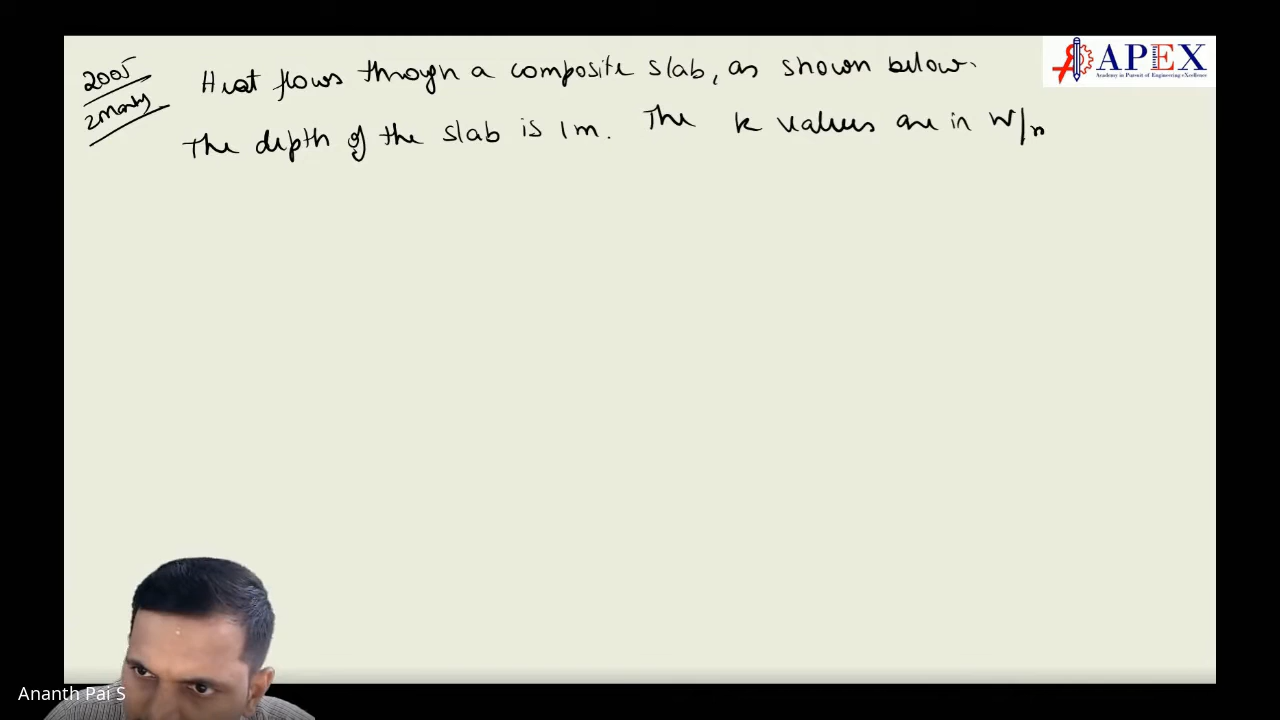 2005
2 Marks
Heat flows through a composite slab, as shown below.
The depth of the slab is 1m. The k values are in W/m
APEX
Academy in Pursuit of Engineering eXcellence
Ananth Pai S